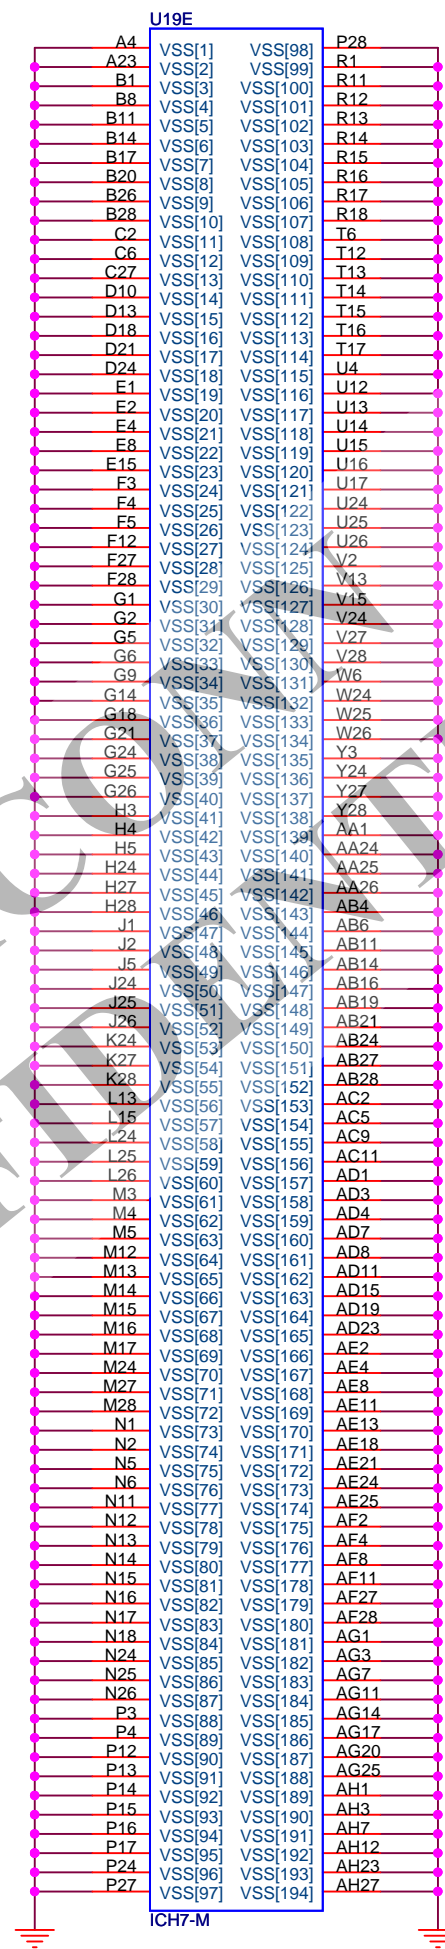 U19E
A4 VSS[1] VSS[98] P28
A23 VSS[2] VSS[99] R1
B1 VSS[3] VSS[100] R11
B8 VSS[4] VSS[101] R12
B11 VSS[5] VSS[102] R13
B14 VSS[6] VSS[103] R14
B17 VSS[7] VSS[104] R15
B20 VSS[8] VSS[105] R16
B26 VSS[9] VSS[106] R17
B28 VSS[10] VSS[107] R18
C2 VSS[11] VSS[108] T6
C6 VSS[12] VSS[109] T12
C27 VSS[13] VSS[110] T13
D10 VSS[14] VSS[111] T14
D13 VSS[15] VSS[112] T15
D18 VSS[16] VSS[113] T16
D21 VSS[17] VSS[114] T17
D24 VSS[18] VSS[115] U4
E1 VSS[19] VSS[116] U12
E2 VSS[20] VSS[117] U13
E4 VSS[21] VSS[118] U14
E8 VSS[22] VSS[119] U15
E15 VSS[23] VSS[120] U16
F3 VSS[24] VSS[121] U17
F4 VSS[25] VSS[122] U24
F5 VSS[26] VSS[123] U25
F12 VSS[27] VSS[124] U26
F27 VSS[28] VSS[125] V2
F28 VSS[29] VSS[126] V13
G1 VSS[30] VSS[127] V15
G2 VSS[31] VSS[128] V24
G5 VSS[32] VSS[129] V27
G6 VSS[33] VSS[130] V28
G9 VSS[34] VSS[131] W6
G14 VSS[35] VSS[132] W24
G18 VSS[36] VSS[133] W25
G21 VSS[37] VSS[134] W26
G24 VSS[38] VSS[135] Y3
G25 VSS[39] VSS[136] Y24
G26 VSS[40] VSS[137] Y27
H3 VSS[41] VSS[138] Y28
H4 VSS[42] VSS[139] AA1
H5 VSS[43] VSS[140] AA24
H24 VSS[44] VSS[141] AA25
H27 VSS[45] VSS[142] AA26
H28 VSS[46] VSS[143] AB4
J1 VSS[47] VSS[144] AB6
J2 VSS[48] VSS[145] AB11
J5 VSS[49] VSS[146] AB14
J24 VSS[50] VSS[147] AB16
J25 VSS[51] VSS[148] AB19
J26 VSS[52] VSS[149] AB21
K24 VSS[53] VSS[150] AB24
K27 VSS[54] VSS[151] AB27
K28 VSS[55] VSS[152] AB28
L13 VSS[56] VSS[153] AC2
L15 VSS[57] VSS[154] AC5
L24 VSS[58] VSS[155] AC9
L25 VSS[59] VSS[156] AC11
L26 VSS[60] VSS[157] AD1
M3 VSS[61] VSS[158] AD3
M4 VSS[62] VSS[159] AD4
M5 VSS[63] VSS[160] AD7
M12 VSS[64] VSS[161] AD8
M13 VSS[65] VSS[162] AD11
M14 VSS[66] VSS[163] AD15
M15 VSS[67] VSS[164] AD19
M16 VSS[68] VSS[165] AD23
M17 VSS[69] VSS[166] AE2
M24 VSS[70] VSS[167] AE4
M27 VSS[71] VSS[168] AE8
M28 VSS[72] VSS[169] AE11
N1 VSS[73] VSS[170] AE13
N2 VSS[74] VSS[171] AE18
N5 VSS[75] VSS[172] AE21
N6 VSS[76] VSS[173] AE24
N11 VSS[77] VSS[174] AE25
N12 VSS[78] VSS[175] AF2
N13 VSS[79] VSS[176] AF4
N14 VSS[80] VSS[177] AF8
N15 VSS[81] VSS[178] AF11
N16 VSS[82] VSS[179] AF27
N17 VSS[83] VSS[180] AF28
N18 VSS[84] VSS[181] AG1
N24 VSS[85] VSS[182] AG3
N25 VSS[86] VSS[183] AG7
N26 VSS[87] VSS[184] AG11
P3 VSS[88] VSS[185] AG14
P4 VSS[89] VSS[186] AG17
P12 VSS[90] VSS[187] AG20
P13 VSS[91] VSS[188] AG25
P14 VSS[92] VSS[189] AH1
P15 VSS[93] VSS[190] AH3
P16 VSS[94] VSS[191] AH7
P17 VSS[95] VSS[192] AH12
P24 VSS[96] VSS[193] AH23
P27 VSS[97] VSS[194] AH27
ICH7-M